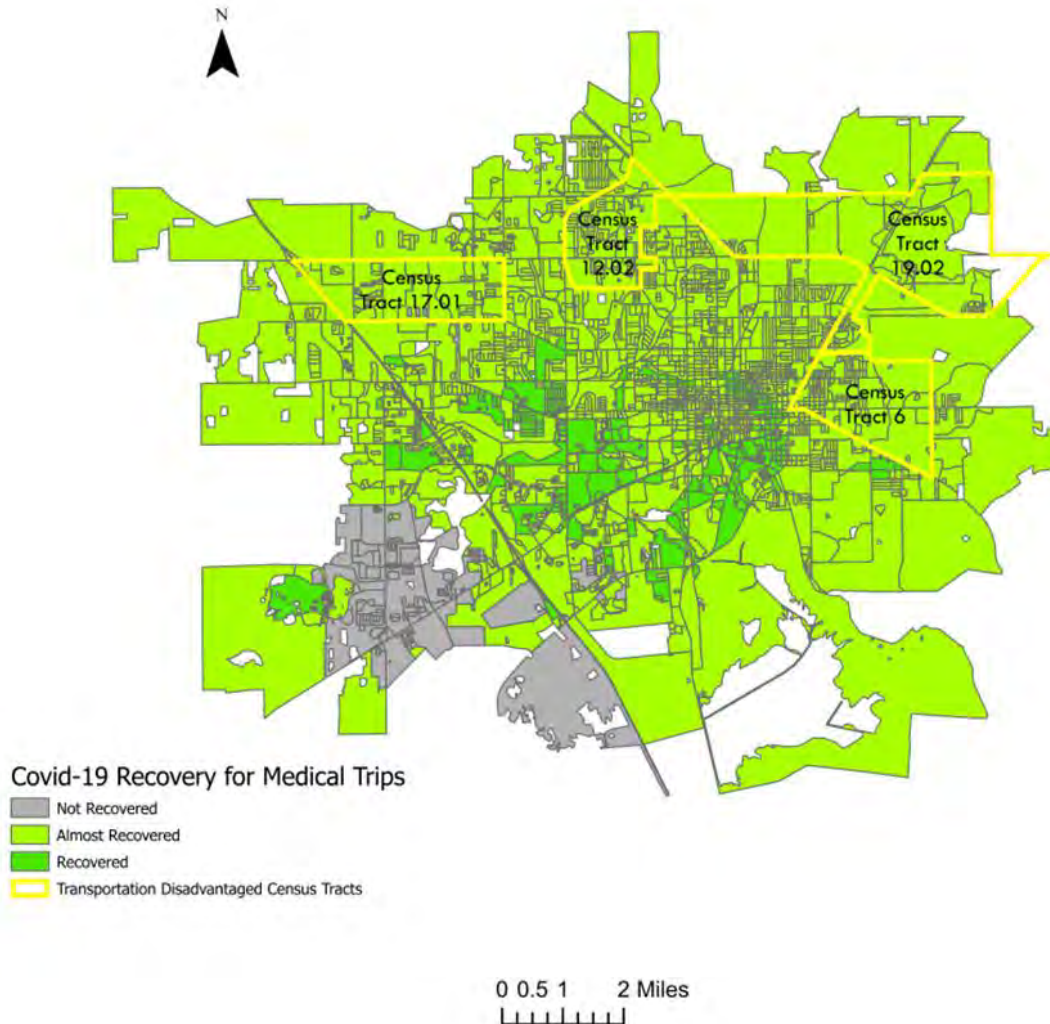 N
Census
Tract
12.02
Census
Tract
19.02
Census
Tract 17.01
Census
Tract 6
Covid-19 Recovery for Medical Trips
Not Recovered
Almost Recovered
Recovered
Transportation Disadvantaged Census Tracts
0 0.5 1 2 Miles